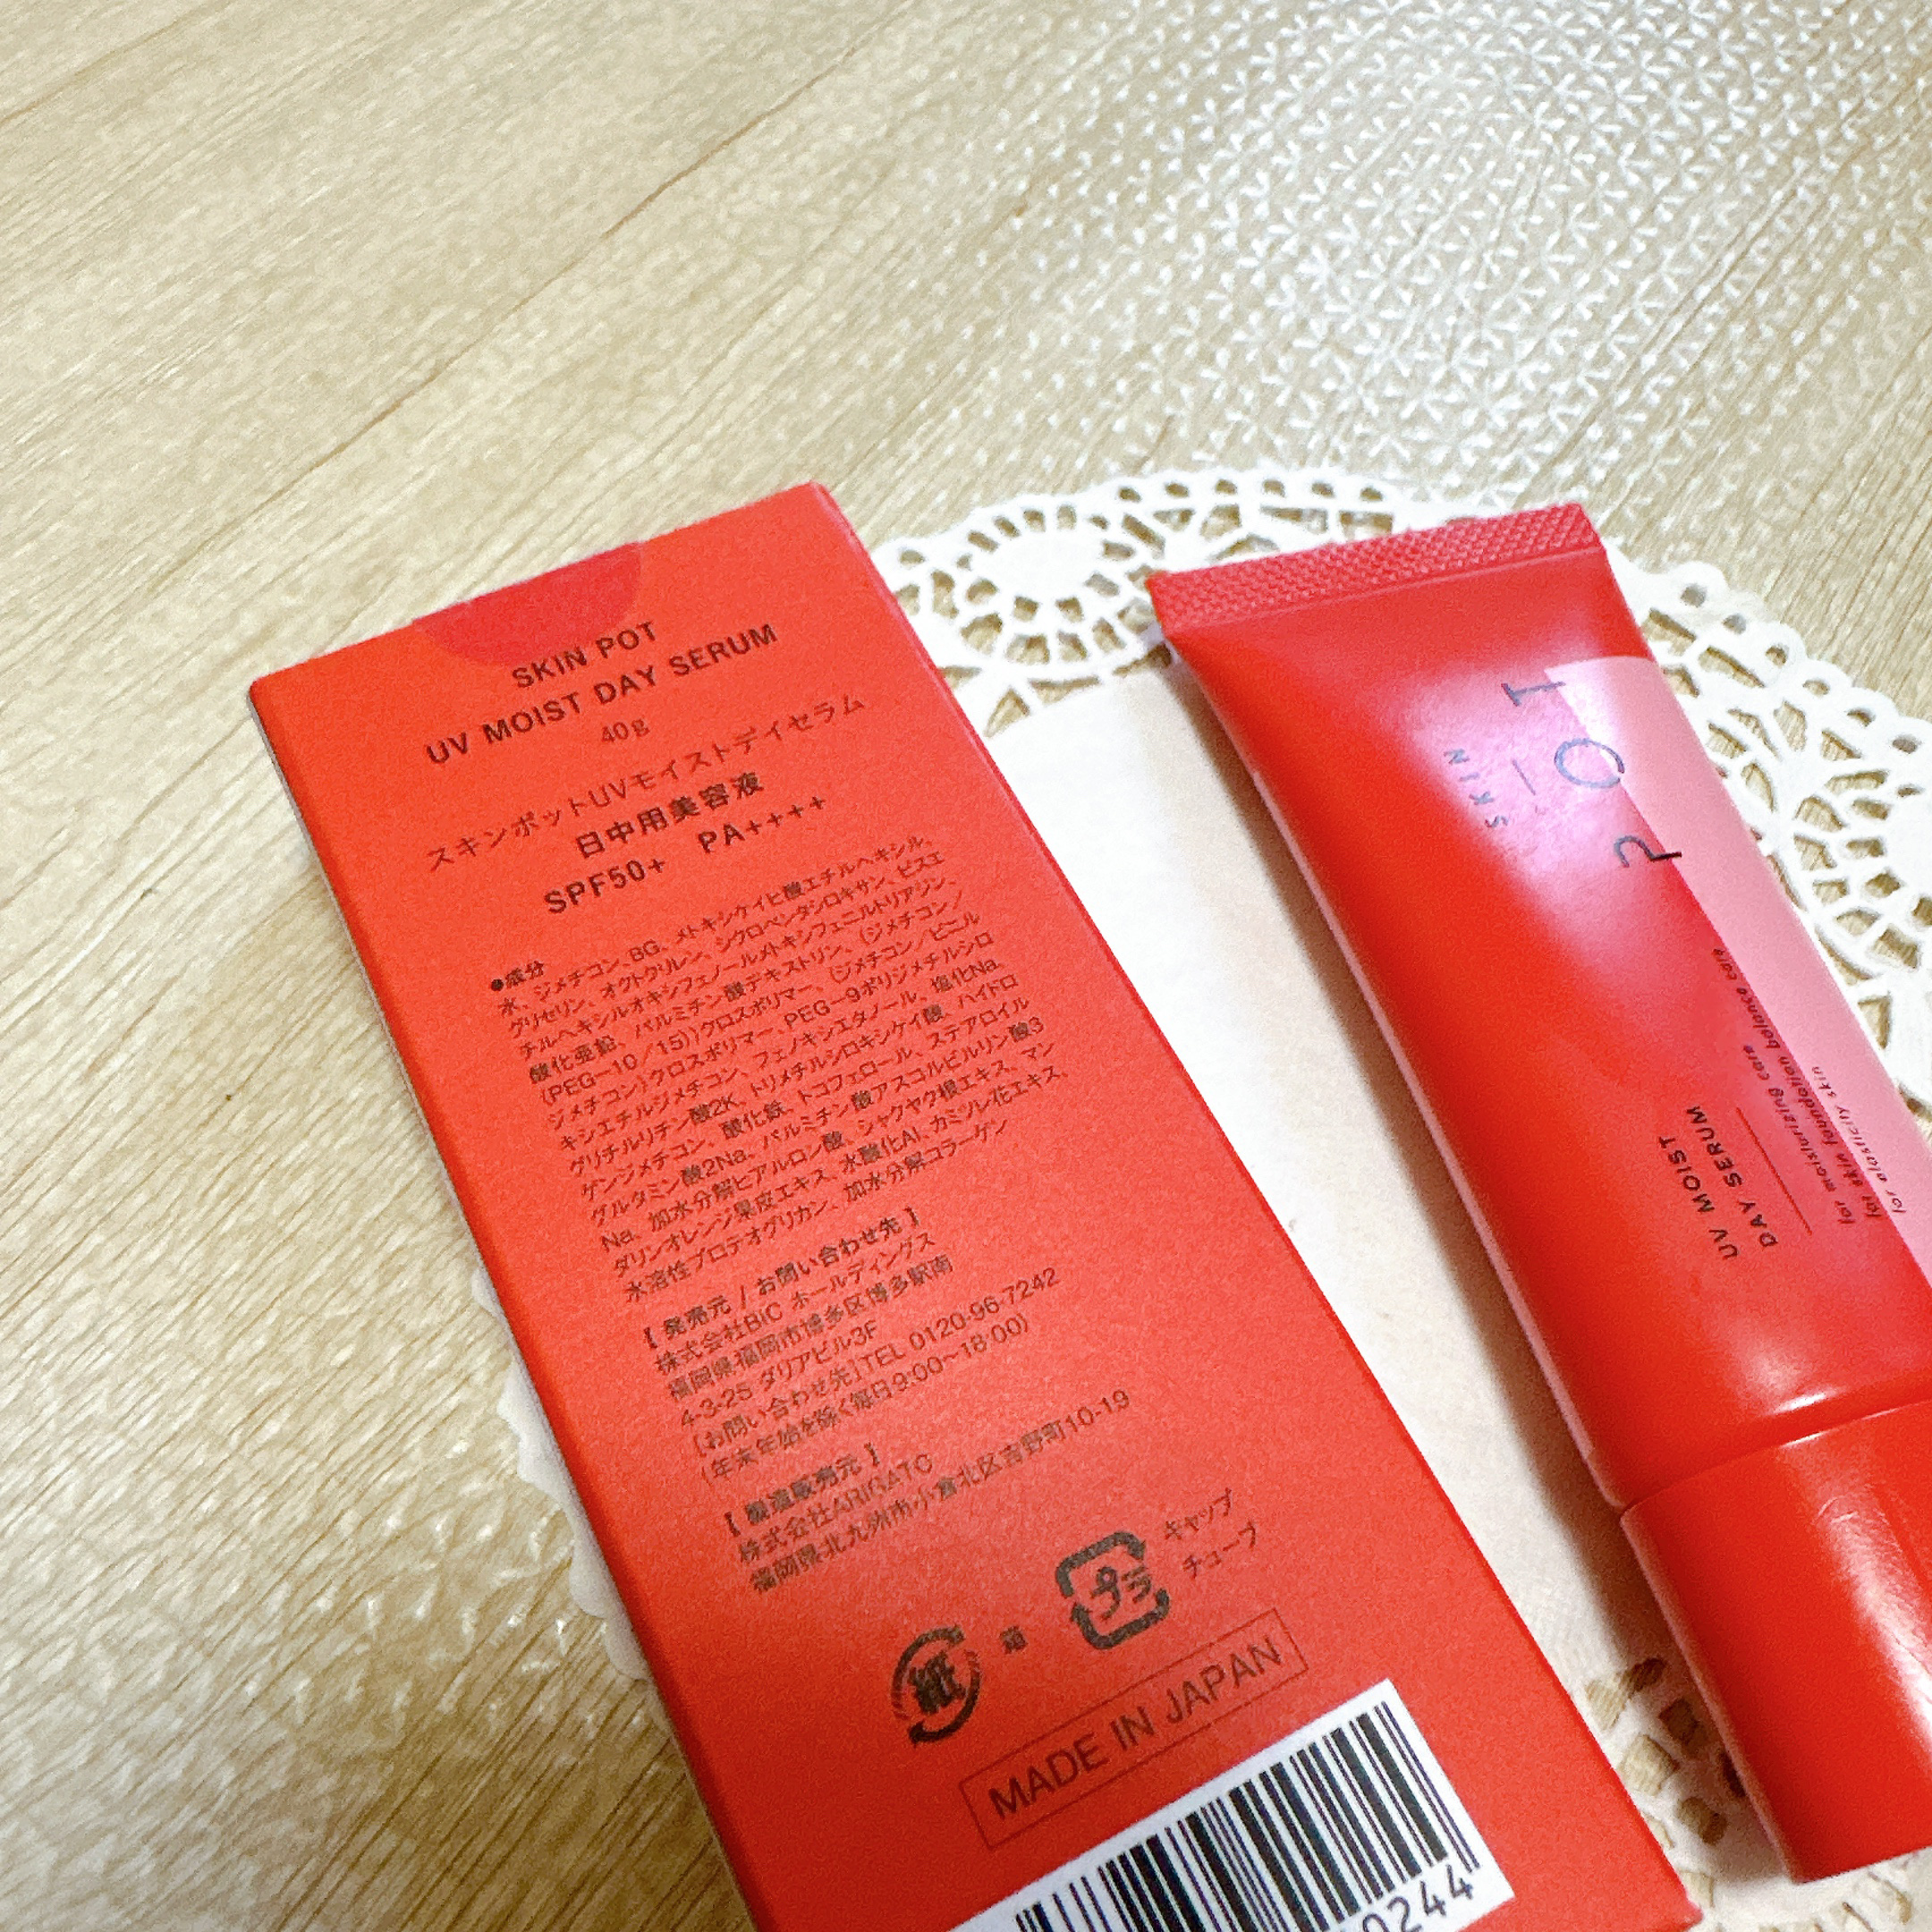 SKIN POT
UV MOIST DAY SERUM
40g
スキンポットUVモイストデイセラム
日中用美容液
SPF50+ PA++++
●成分
水、ジメチコン、BG、メトキシケイヒ酸エチルヘキシル、
グリセリン、オクトクリレン、シクロペンタシロキサン、ビスエ
チルヘキシルオキシフェノールメトキシフェニルトリアジン、
酸化亜鉛、パルミチン酸デキストリン、(ジメチコン/
(PEG-10/15))クロスポリマー、(ジメチコン/ビニル
ジメチコン)クロスポリマー、PEG-9ポリジメチルシロ
キシエチルジメチコン、フェノキシエタノール、塩化Na、
グリチルリチン酸2K、トリメチルシロキシケイ酸、ハイドロ
ゲンジメチコン、酸化鉄、トコフェロール、ステアロイル
グルタミン酸2Na、パルミチン酸アスコルビルリン酸3
Na、加水分解ヒアルロン酸、シャクヤク根エキス、マン
ダリンオレンジ果皮エキス、水酸化Al、カミツレ花エキス、
水溶性プロテオグリカン、加水分解コラーゲン
【 発売元 / お問い合わせ先 】
株式会社BIC ホールディングス
福岡県福岡市博多区博多駅南
4-3-25 ダリアビル3F
[お問い合わせ先]TEL 0120-96-7242
(年末年始を除く毎日9:00~18:00)
【 製造販売元 】
株式会社ARIGATO
福岡県北九州市小倉北区吉野町10-19
紙
箱
プラ
キャップ
チューブ
MADE IN JAPAN
0244
SKIN
POT
UV MOIST
DAY SERUM
for moisturizing care
for skin foundation balance care
for elasticity skin